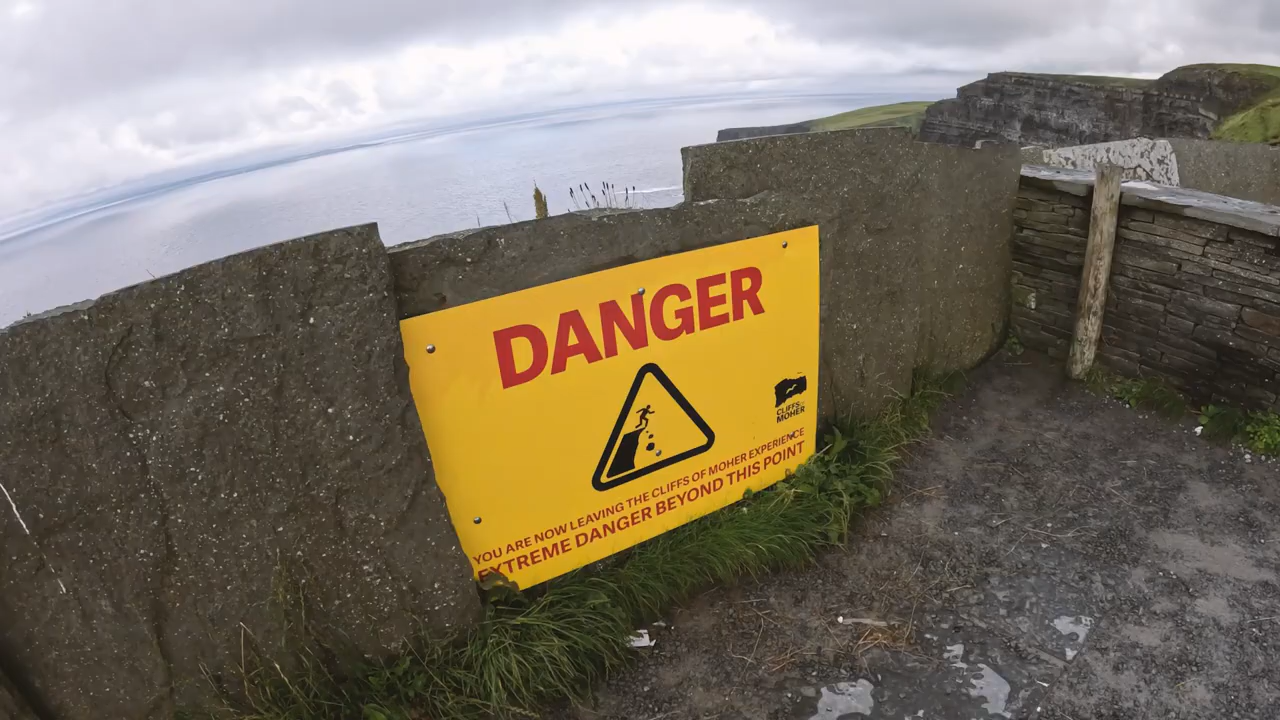 DANGER
CLIFFS OF
MOHER
YOU ARE NOW LEAVING THE CLIFFS OF MOHER EXPERIENCE
EXTREME DANGER BEYOND THIS POINT